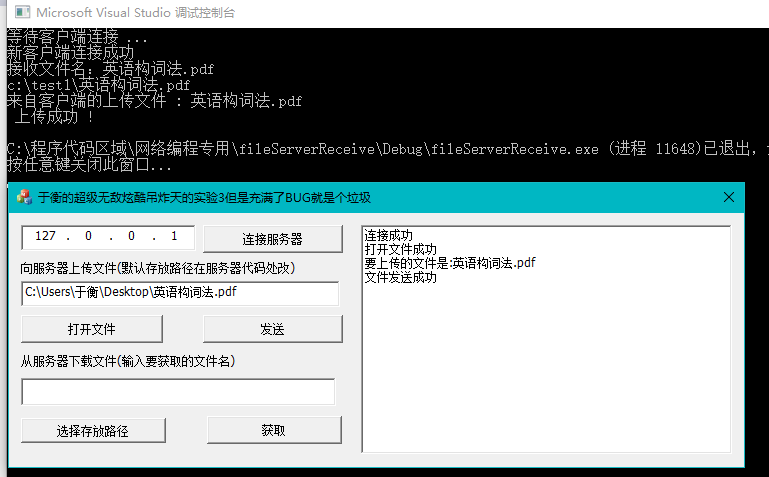 Microsoft Visual Studio 调试控制台
等待客户端连接 ...
新客户端连接成功
接收文件名：英语构词法.pdf
c:\test1\英语构词法.pdf
来自客户端的上传文件 : 英语构词法.pdf
上传成功 !
C:\程序代码区域\网络编程专用\fileServerReceive\Debug\fileServerReceive.exe (进程 11648)已退出，
按任意键关闭此窗口...
于衡的超级无敌炫酷吊炸天的实验3但是充满了BUG就是个垃圾
127 . 0 . 0 . 1
连接服务器
向服务器上传文件(默认存放路径在服务器代码处改)
C:\Users\于衡\Desktop\英语构词法.pdf
打开文件
发送
从服务器下载文件(输入要获取的文件名)
选择存放路径
获取
连接成功
打开文件成功
要上传的文件是:英语构词法.pdf
文件发送成功